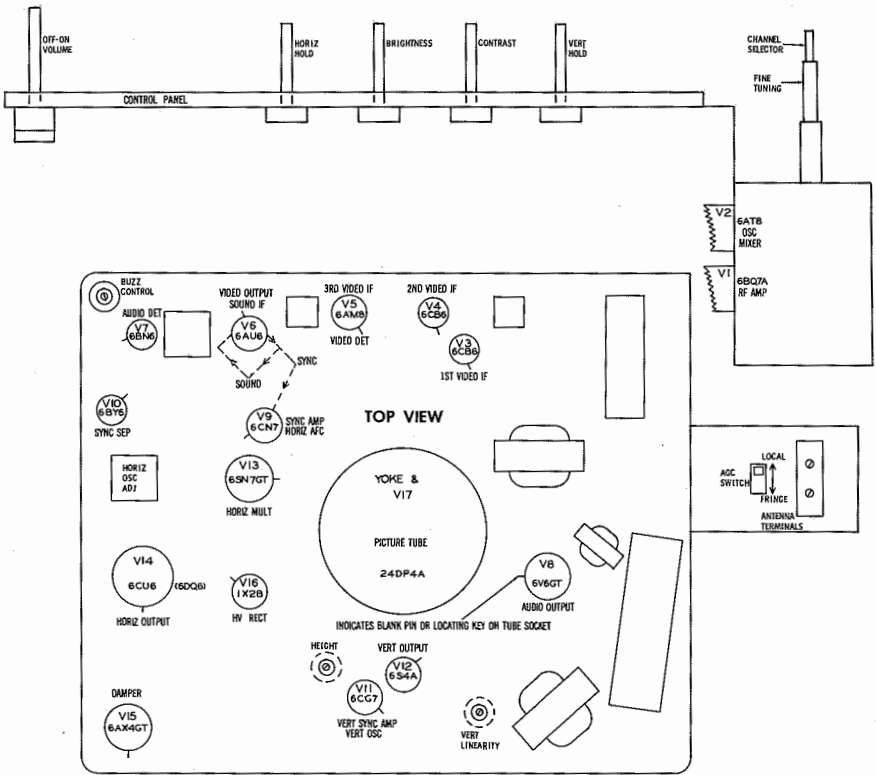 OFF-ON
VOLUME
HORIZ
HOLD
BRIGHTNESS
CONTRAST
VERT
HOLD
CHANNEL
SELECTOR
FINE
TUNING
CONTROL PANEL
V2
6AT8
OSC
MIXER
V1
6BQ7A
RF AMP
BUZZ
CONTROL
AUDIO DET
V7
6BN6
VIDEO OUTPUT
SOUND IF
V6
6AU6
SYNC
SOUND
3RD VIDEO IF
V5
6AM8
VIDEO DET
2ND VIDEO IF
V4
6CB6
V3
6CB6
1ST VIDEO IF
V10
6BY6
SYNC SEP
V9
6CN7
SYNC AMP
HORIZ AFC
TOP VIEW
HORIZ
OSC
ADJ
V13
6SN7GT
HORIZ MULT
YOKE &
V17
PICTURE TUBE
24DP4A
AGC
SWITCH
LOCAL
FRINGE
ANTENNA
TERMINALS
V14
6CU6
(6DQ6)
HORIZ OUTPUT
V16
1X2B
HV RECT
V8
6V6GT
AUDIO OUTPUT
INDICATES BLANK PIN OR LOCATING KEY ON TUBE SOCKET
HEIGHT
VERT OUTPUT
V12
6S4A
V11
6CG7
VERT SYNC AMP
VERT OSC
DAMPER
V15
6AX4GT
VERT
LINEARITY